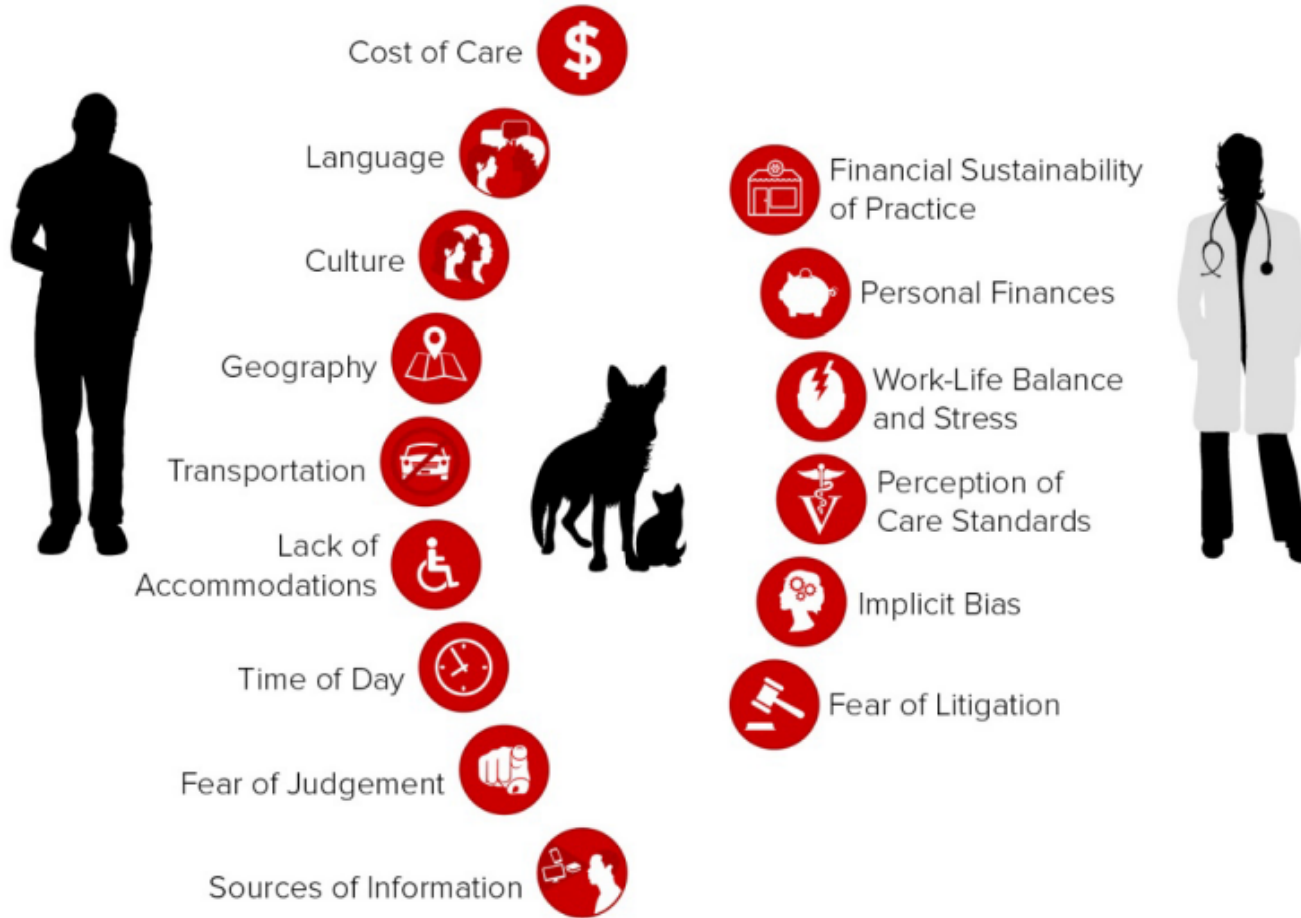 Cost of Care
Language
Culture
Geography
Transportation
Lack of
Accommodations
Time of Day
Fear of Judgement
Sources of Information
Financial Sustainability
of Practice
Personal Finances
Work-Life Balance
and Stress
Perception of
Care Standards
Implicit Bias
Fear of Litigation